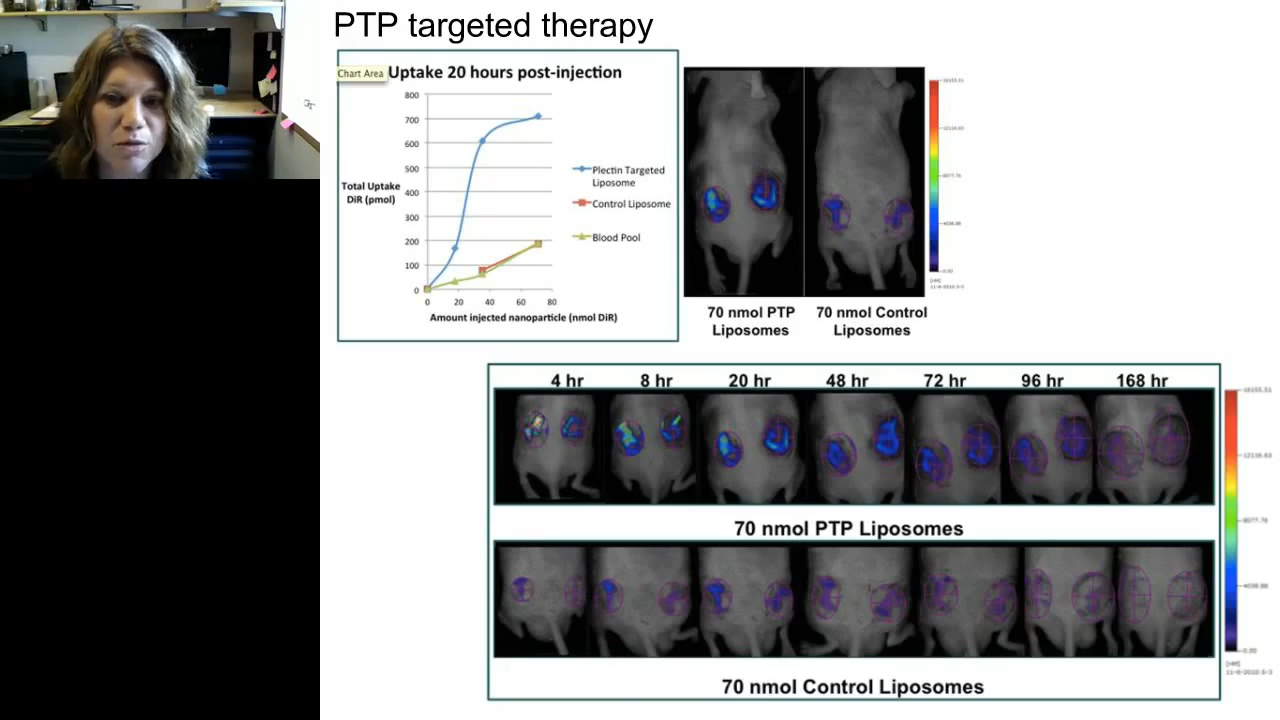 PTP targeted therapy
Chart Area
Uptake 20 hours post-injection
800
700
600
500
400
300
200
100
0
Total Uptake
DiR (pmol)
0 20 40 60 80
Amount injected nanoparticle (nmol DiR)
Plectin Targeted
Liposome
Control Liposome
Blood Pool
70 nmol PTP
Liposomes
70 nmol Control
Liposomes
4 hr 8 hr 20 hr 48 hr 72 hr 96 hr 168 hr
70 nmol PTP Liposomes
70 nmol Control Liposomes